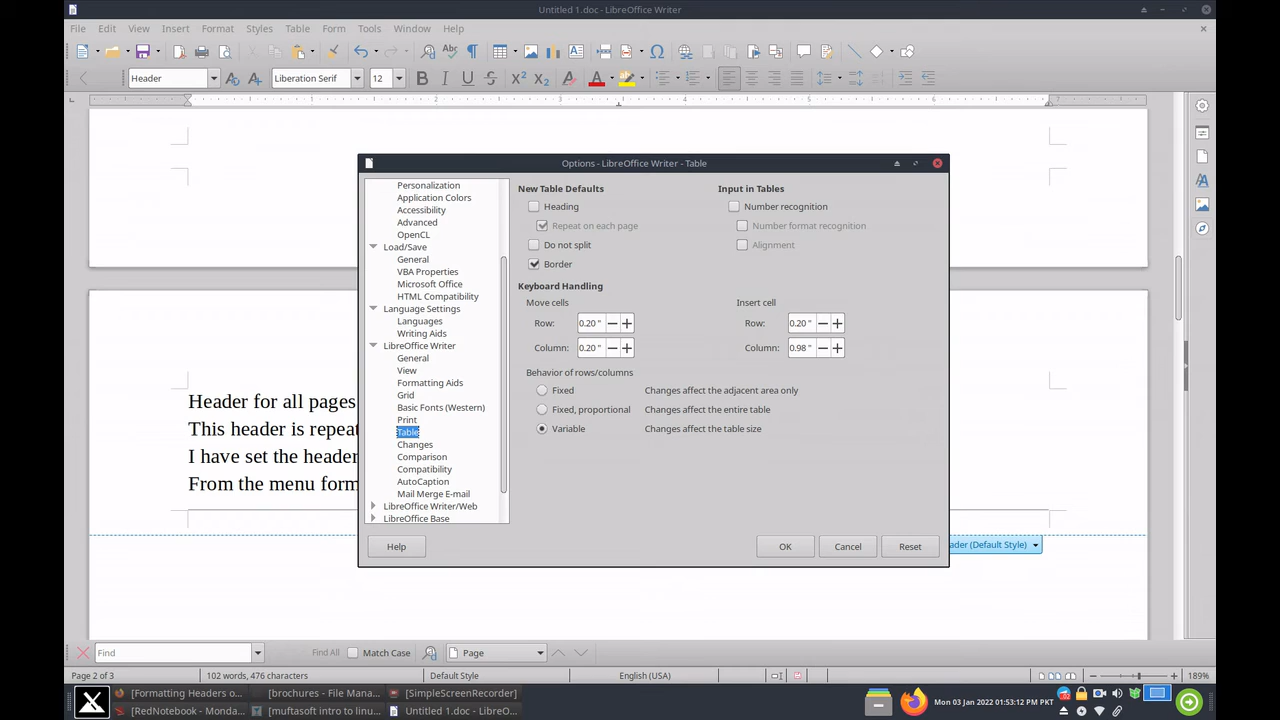 Untitled 1.doc - LibreOffice Writer
File Edit View Insert Format Styles Table Form Tools Window Help
Header Liberation Serif 12
1 4 5 6 7
Options - LibreOffice Writer - Table
Personalization
Application Colors
Accessibility
Advanced
OpenCL
Load/Save
General
VBA Properties
Microsoft Office
HTML Compatibility
Language Settings
Languages
Writing Aids
LibreOffice Writer
General
View
Formatting Aids
Grid
Basic Fonts (Western)
Print
Table
Changes
Comparison
Compatibility
AutoCaption
Mail Merge E-mail
LibreOffice Writer/Web
LibreOffice Base
New Table Defaults
Heading
Repeat on each page
Do not split
Border
Input in Tables
Number recognition
Number format recognition
Alignment
Keyboard Handling
Move cells
Row: 0.20 "
Column: 0.20 "
Insert cell
Row: 0.20 "
Column: 0.98 "
Behavior of rows/columns
Fixed Changes affect the adjacent area only
Fixed, proportional Changes affect the entire table
Variable Changes affect the table size
Help OK Cancel Reset
Header for all pages
This header is repeat
I have set the header
From the menu form
ader (Default Style)
Find Find All Match Case Page
Page 2 of 3 102 words, 476 characters Default Style English (USA) 189%
[Formatting Headers o... [brochures - File Mana... [SimpleScreenRecorder]
[RedNotebook - Monda... [muftasoft intro to linu... Untitled 1.doc - LibreO...
Mon 03 Jan 2022 01:53:12 PM PKT